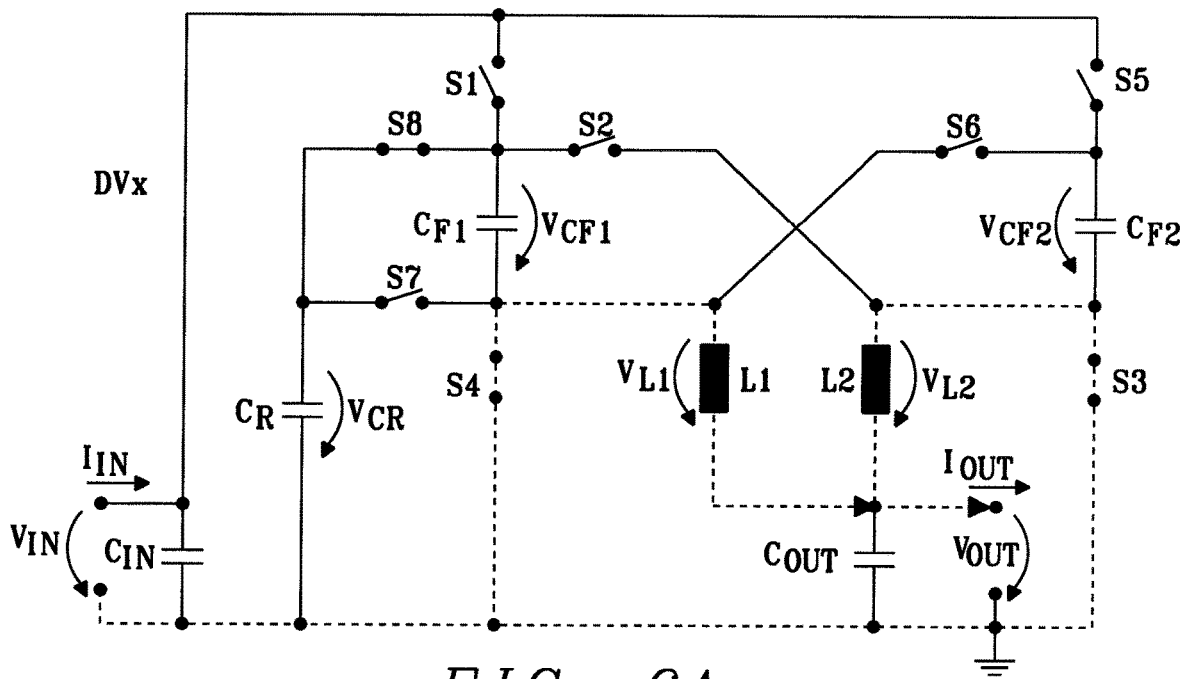 S1
S5
S8
S2
S6
DVx
CF1
VCF1
VCF2
CF2
S7
VL1
L1
L2
VL2
S4
S3
CR
VCR
IIN
IOUT
VIN
CIN
COUT
VOUT